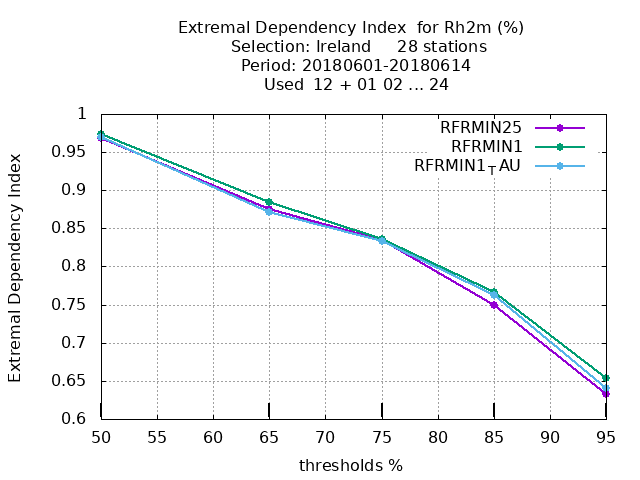 Extremal Dependency Index  for Rh2m (%)
Selection: Ireland     28 stations
Period: 20180601-20180614
Used  12 + 01 02 ... 24
Extremal Dependency Index
1
0.95
0.9
0.85
0.8
0.75
0.7
0.65
0.6
RFRMIN25
RFRMIN1
RFRMIN1TAU
50 55 60 65 70 75 80 85 90 95
thresholds %